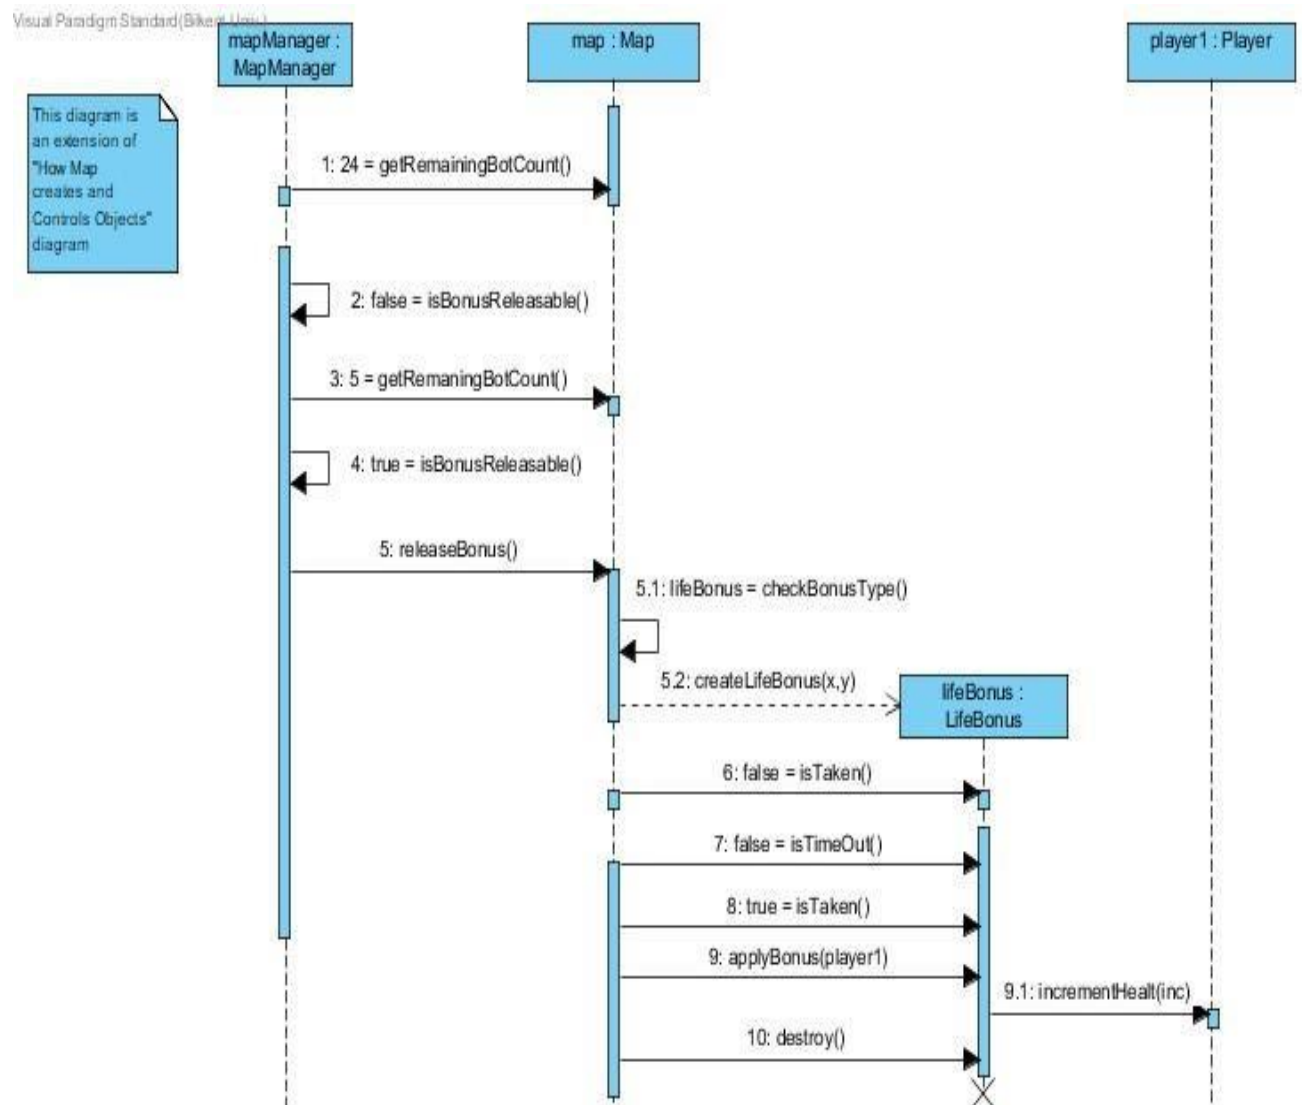 Visual Paradigm Standard(Bilkent Univ.)
mapManager :
MapManager
map : Map
player1 : Player
This diagram is
an extension of
"How Map
creates and
Controls Objects"
diagram
1: 24 = getRemainingBotCount()
2: false = isBonusReleasable()
3: 5 = getRemaningBotCount()
4: true = isBonusReleasable()
5: releaseBonus()
5.1: lifeBonus = checkBonusType()
5.2: createLifeBonus(x,y)
lifeBonus :
LifeBonus
6: false = isTaken()
7: false = isTimeOut()
8: true = isTaken()
9: applyBonus(player1)
9.1: incrementHealt(inc)
10: destroy()